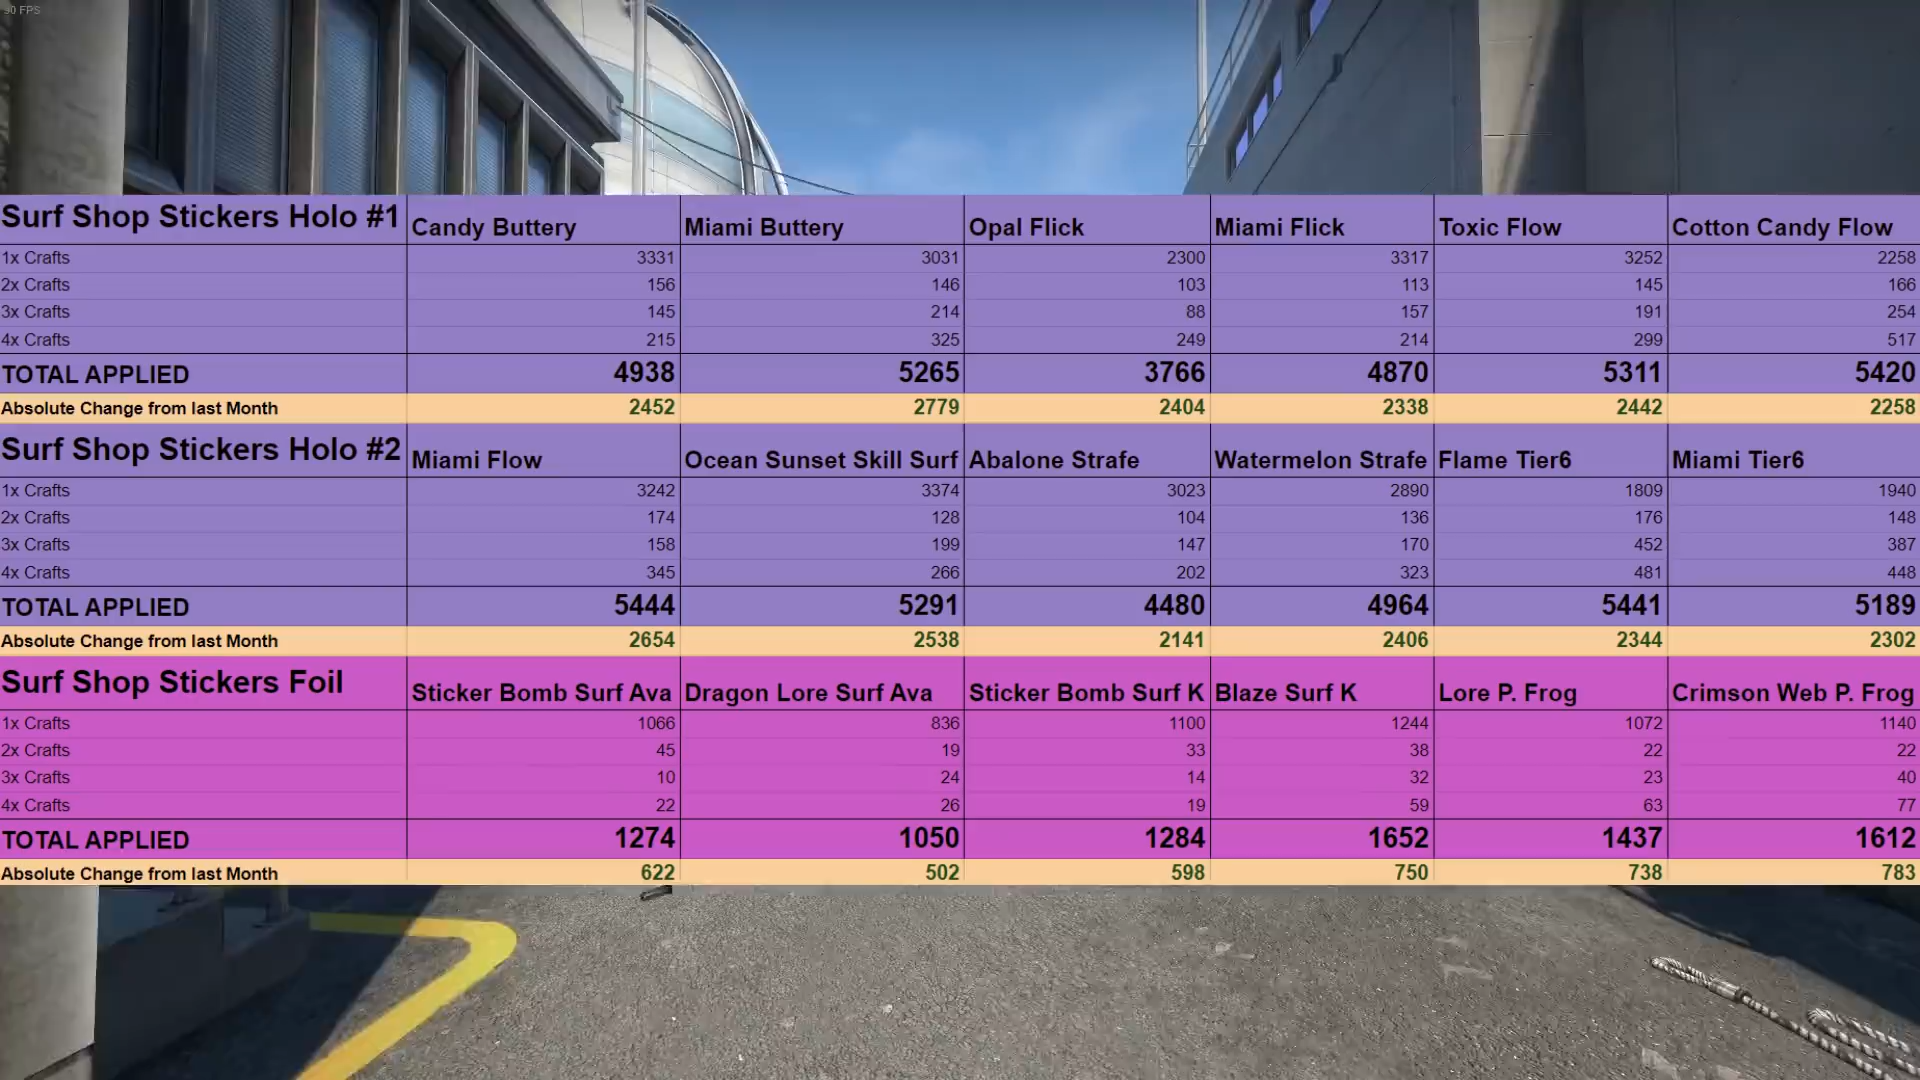 90 FPS
Surf Shop Stickers Holo #1 Candy Buttery Miami Buttery Opal Flick Miami Flick Toxic Flow Cotton Candy Flow
1x Crafts 3331 3031 2300 3317 3252 2258
2x Crafts 156 146 103 113 145 166
3x Crafts 145 214 88 157 191 254
4x Crafts 215 325 249 214 299 517
TOTAL APPLIED 4938 5265 3766 4870 5311 5420
Absolute Change from last Month 2452 2779 2404 2338 2442 2258
Surf Shop Stickers Holo #2 Miami Flow Ocean Sunset Skill Surf Abalone Strafe Watermelon Strafe Flame Tier6 Miami Tier6
1x Crafts 3242 3374 3023 2890 1809 1940
2x Crafts 174 128 104 136 176 148
3x Crafts 158 199 147 170 452 387
4x Crafts 345 266 202 323 481 448
TOTAL APPLIED 5444 5291 4480 4964 5441 5189
Absolute Change from last Month 2654 2538 2141 2406 2344 2302
Surf Shop Stickers Foil Sticker Bomb Surf Ava Dragon Lore Surf Ava Sticker Bomb Surf K Blaze Surf K Lore P. Frog Crimson Web P. Frog
1x Crafts 1066 836 1100 1244 1072 1140
2x Crafts 45 19 33 38 22 22
3x Crafts 10 24 14 32 23 40
4x Crafts 22 26 19 59 63 77
TOTAL APPLIED 1274 1050 1284 1652 1437 1612
Absolute Change from last Month 622 502 598 750 738 783